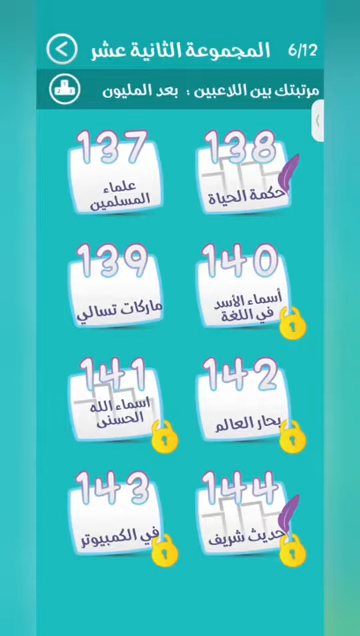 المجموعة الثانية عشر 6/12
مرتبتك بين اللاعبين : بعد المليون
138
حكمة الحياة
137
علماء
المسلمين
140
أسماء الأسد
في اللغة
139
ماركات تسالي
142
بحار العالم
141
اسماء الله
الحسنى
144
حديث شريف
143
في الكمبيوتر